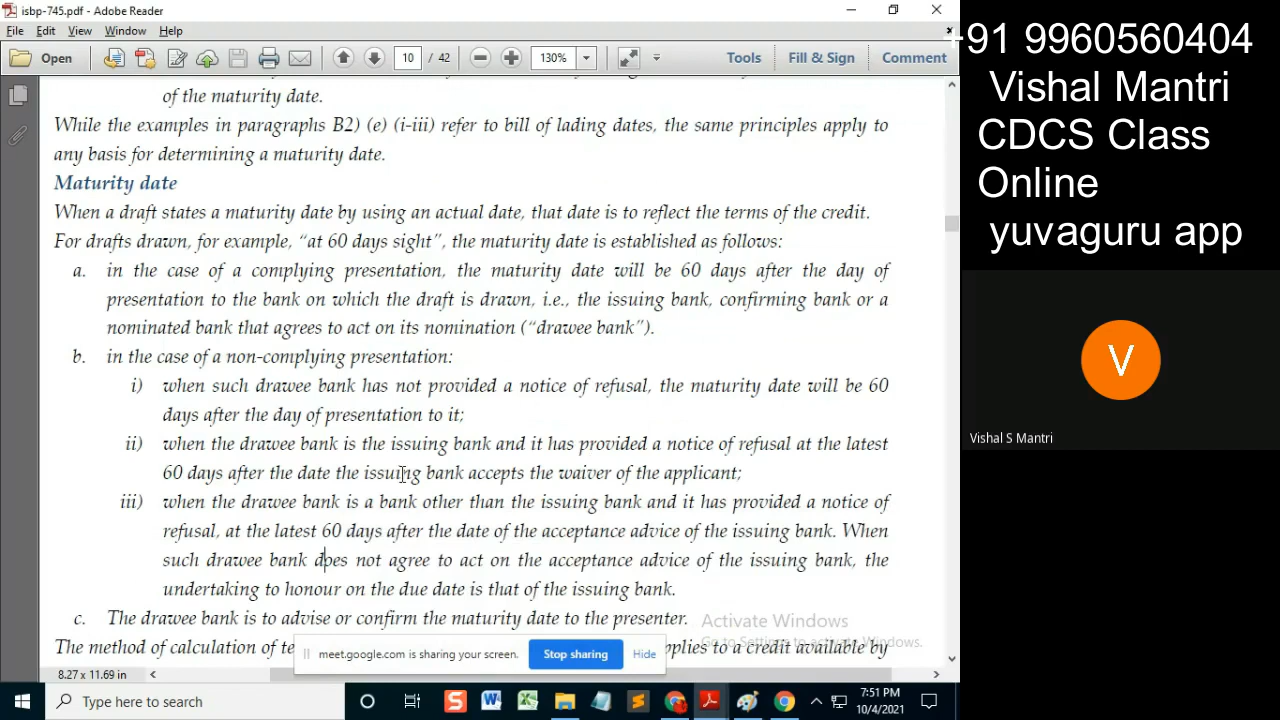 isbp-745.pdf - Adobe Reader
File Edit View Window Help
Open 10 / 42 130% Tools Fill & Sign Comment
of the maturity date.
While the examples in paragraphs B2) (e) (i-iii) refer to bill of lading dates, the same principles apply to
any basis for determining a maturity date.
Maturity date
When a draft states a maturity date by using an actual date, that date is to reflect the terms of the credit.
For drafts drawn, for example, “at 60 days sight”, the maturity date is established as follows:
a. in the case of a complying presentation, the maturity date will be 60 days after the day of
presentation to the bank on which the draft is drawn, i.e., the issuing bank, confirming bank or a
nominated bank that agrees to act on its nomination (“drawee bank”).
b. in the case of a non-complying presentation:
i) when such drawee bank has not provided a notice of refusal, the maturity date will be 60
days after the day of presentation to it;
ii) when the drawee bank is the issuing bank and it has provided a notice of refusal at the latest
60 days after the date the issuing bank accepts the waiver of the applicant;
iii) when the drawee bank is a bank other than the issuing bank and it has provided a notice of
refusal, at the latest 60 days after the date of the acceptance advice of the issuing bank. When
such drawee bank does not agree to act on the acceptance advice of the issuing bank, the
undertaking to honour on the due date is that of the issuing bank.
c. The drawee bank is to advise or confirm the maturity date to the presenter.
The method of calculation of te
pplies to a credit available by
Activate Windows
Go to Settings to activate Windows.
meet.google.com is sharing your screen. Stop sharing Hide
8.27 x 11.69 in
Type here to search
7:51 PM
10/4/2021
+91 9960560404
Vishal Mantri
CDCS Class
Online
yuvaguru app
V
Vishal S Mantri